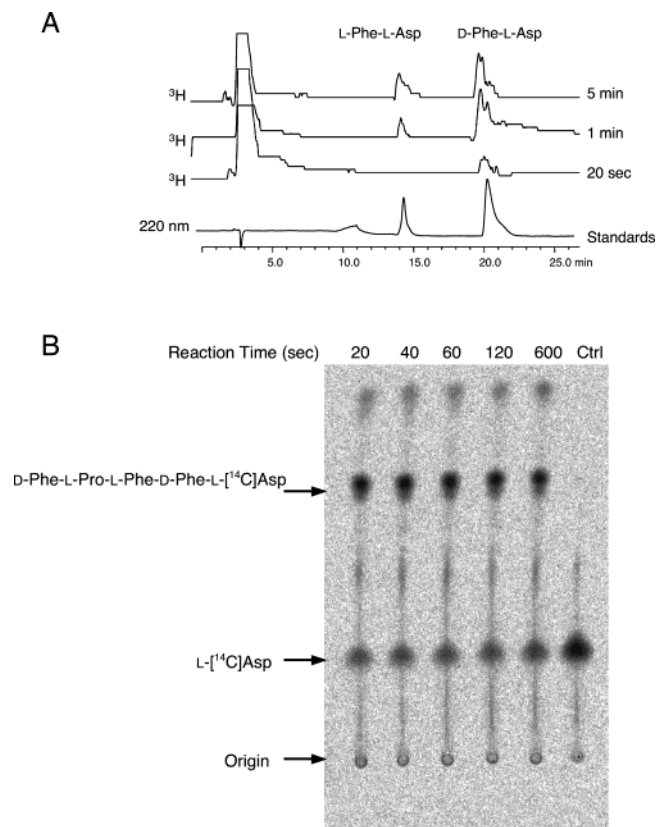 A
L-Phe-L-Asp D-Phe-L-Asp
³H 5 min
³H 1 min
³H 20 sec
220 nm Standards
5.0 10.0 15.0 20.0 25.0 min
B
Reaction Time (sec) 20 40 60 120 600 Ctrl
D-Phe-L-Pro-L-Phe-D-Phe-L-[¹⁴C]Asp
L-[¹⁴C]Asp
Origin